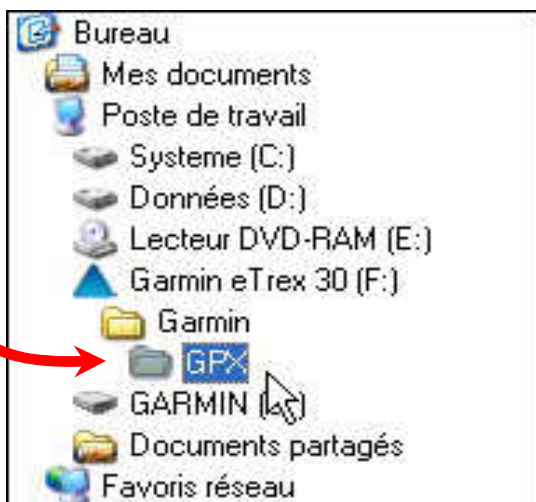 Bureau
Mes documents
Poste de travail
Systeme (C:)
Données (D:)
Lecteur DVD-RAM (E:)
Garmin eTrex 30 (F:)
Garmin
GPX
GARMIN
Documents partagés
Favoris réseau